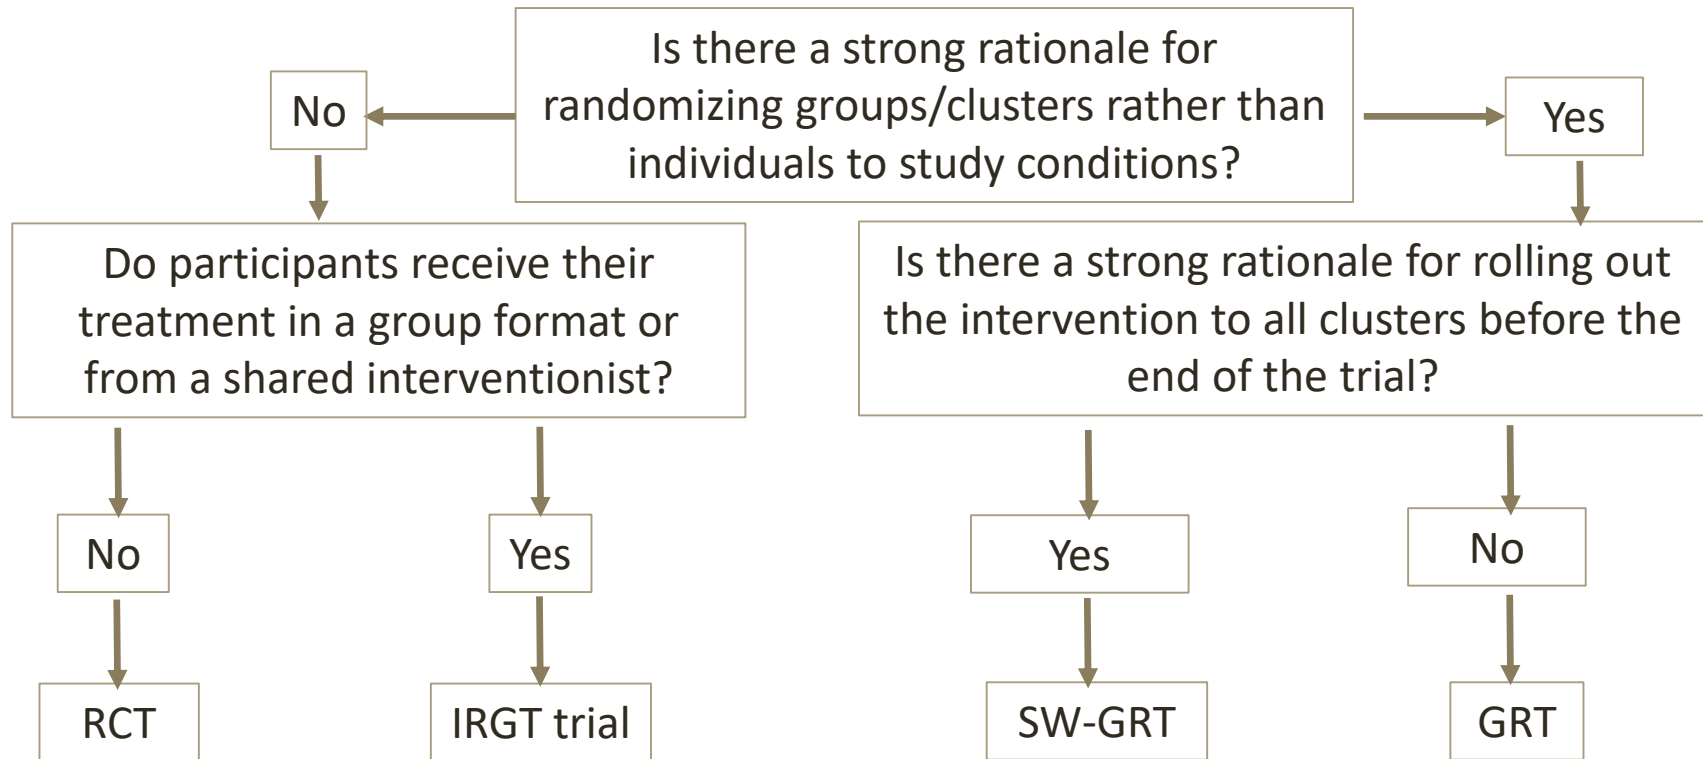 Is there a strong rationale for
randomizing groups/clusters rather than
individuals to study conditions?
No
Yes
Do participants receive their
treatment in a group format or
from a shared interventionist?
Is there a strong rationale for rolling out
the intervention to all clusters before the
end of the trial?
No
Yes
Yes
No
RCT
IRGT trial
SW-GRT
GRT